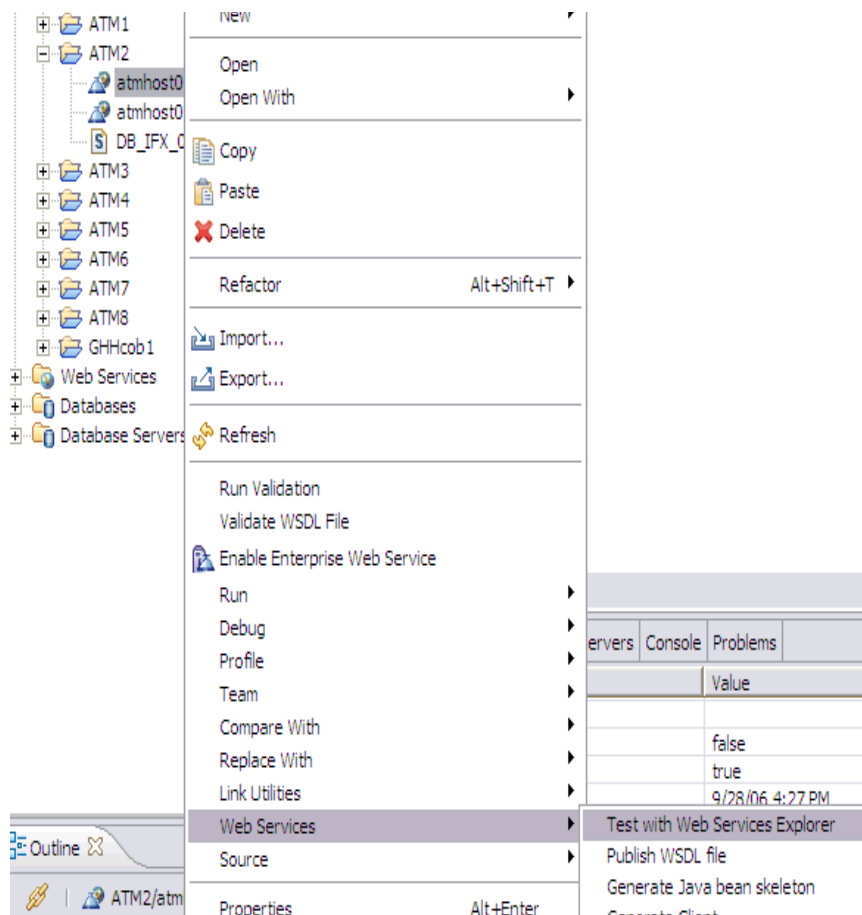 ATM1
ATM2
atmhost0
atmhost0
DB_IFX_0
ATM3
ATM4
ATM5
ATM6
ATM7
ATM8
GHHcob1
Web Services
Databases
Database Servers
New
Open
Open With
Copy
Paste
Delete
Refactor Alt+Shift+T
Import...
Export...
Refresh
Run Validation
Validate WSDL File
Enable Enterprise Web Service
Run
Debug
Profile
Team
Compare With
Replace With
Link Utilities
Web Services
Source
Properties Alt+Enter
Test with Web Services Explorer
Publish WSDL file
Generate Java bean skeleton
Generate Client
ervers Console Problems
Value
false
true
9/28/06 4:27 PM
Outline
ATM2/atm